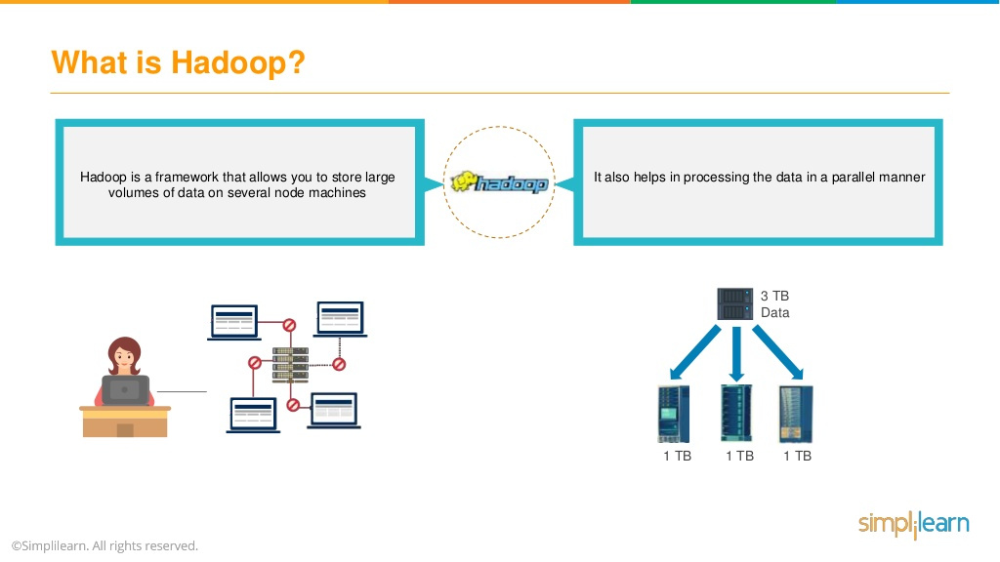 What is Hadoop?
Hadoop is a framework that allows you to store large
volumes of data on several node machines
hadoop
It also helps in processing the data in a parallel manner
3 TB
Data
1 TB
1 TB
1 TB
simplilearn
©Simplilearn. All rights reserved.